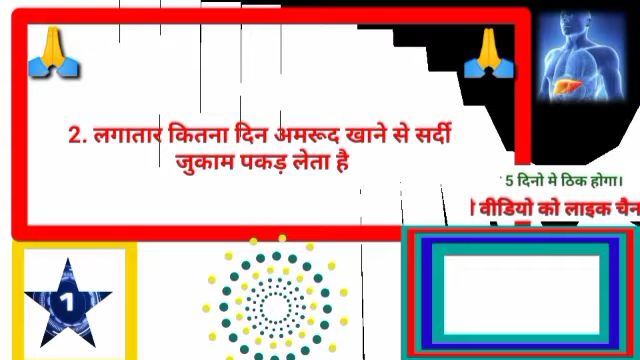 2. लगातार कितना दिन अमरूद खाने से सर्दी
जुकाम पकड़ लेता है
5 दिनो मे ठिक होगा।
वीडियो को लाइक चैन
1